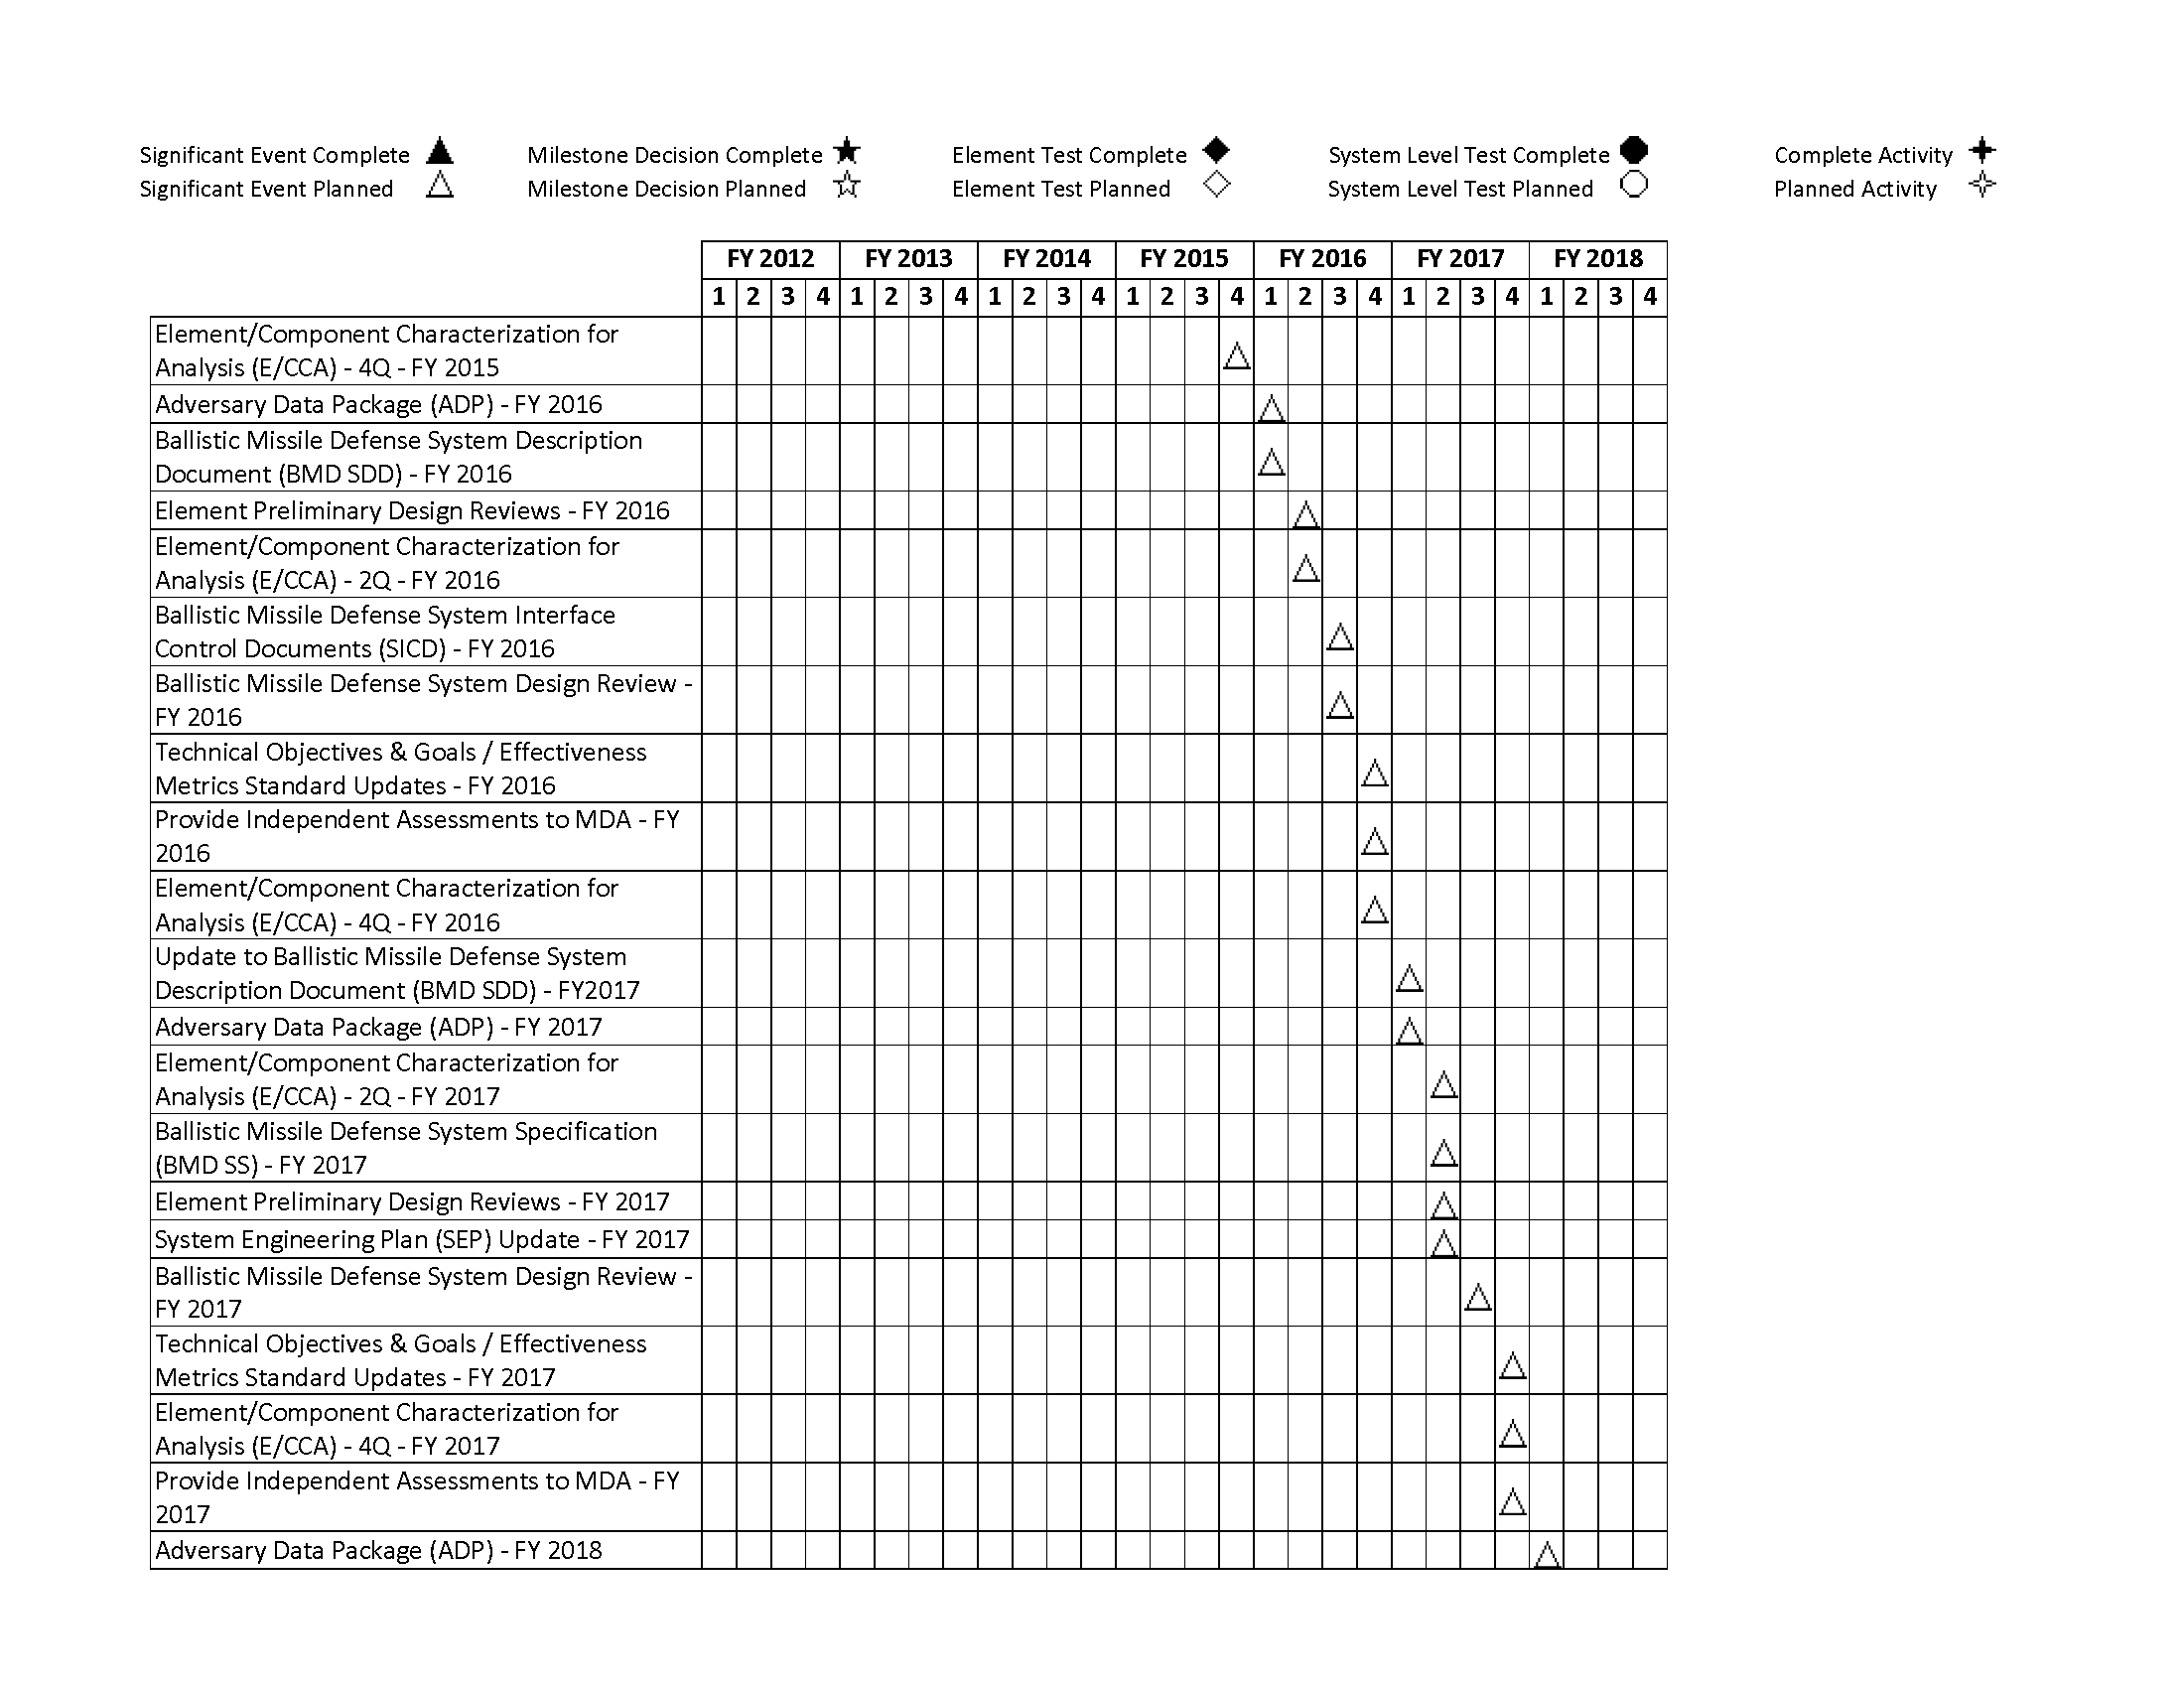 Significant Event Complete Milestone Decision Complete Element Test Complete System Level Test Complete Complete Activity
Significant Event Planned Milestone Decision Planned Element Test Planned System Level Test Planned Planned Activity
FY 2012 FY 2013 FY 2014 FY 2015 FY 2016 FY 2017 FY 2018
1 2 3 4 1 2 3 4 1 2 3 4 1 2 3 4 1 2 3 4 1 2 3 4 1 2 3 4
Element/Component Characterization for
Analysis (E/CCA) - 4Q - FY 2015
Adversary Data Package (ADP) - FY 2016
Ballistic Missile Defense System Description
Document (BMD SDD) - FY 2016
Element Preliminary Design Reviews - FY 2016
Element/Component Characterization for
Analysis (E/CCA) - 2Q - FY 2016
Ballistic Missile Defense System Interface
Control Documents (SICD) - FY 2016
Ballistic Missile Defense System Design Review -
FY 2016
Technical Objectives & Goals / Effectiveness
Metrics Standard Updates - FY 2016
Provide Independent Assessments to MDA - FY
2016
Element/Component Characterization for
Analysis (E/CCA) - 4Q - FY 2016
Update to Ballistic Missile Defense System
Description Document (BMD SDD) - FY2017
Adversary Data Package (ADP) - FY 2017
Element/Component Characterization for
Analysis (E/CCA) - 2Q - FY 2017
Ballistic Missile Defense System Specification
(BMD SS) - FY 2017
Element Preliminary Design Reviews - FY 2017
System Engineering Plan (SEP) Update - FY 2017
Ballistic Missile Defense System Design Review -
FY 2017
Technical Objectives & Goals / Effectiveness
Metrics Standard Updates - FY 2017
Element/Component Characterization for
Analysis (E/CCA) - 4Q - FY 2017
Provide Independent Assessments to MDA - FY
2017
Adversary Data Package (ADP) - FY 2018